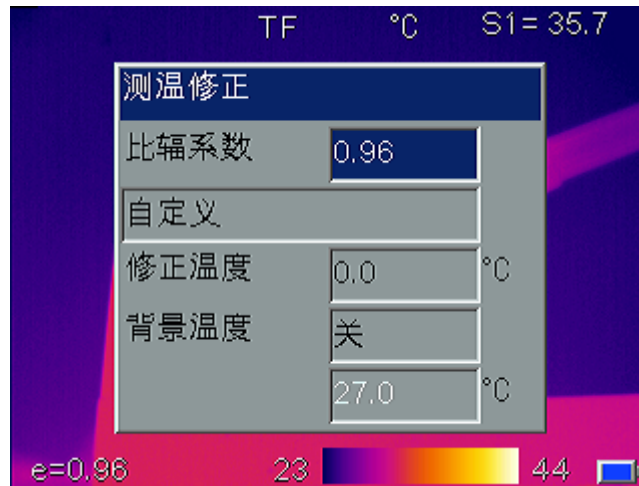 TF °C S1= 35.7
测温修正
比辐系数 0.96
自定义
修正温度 0.0 °C
背景温度 关
27.0 °C
e=0.96 23 44